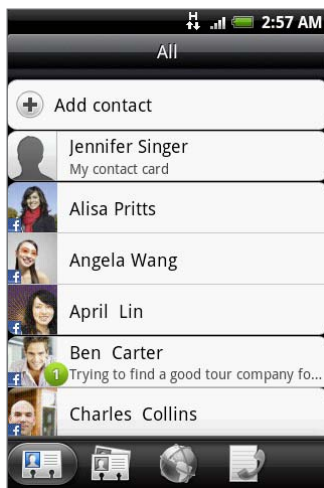 H
2:57 AM
All
Add contact
Jennifer Singer
My contact card
Alisa Pritts
Angela Wang
April Lin
Ben Carter
1
Trying to find a good tour company fo...
Charles Collins